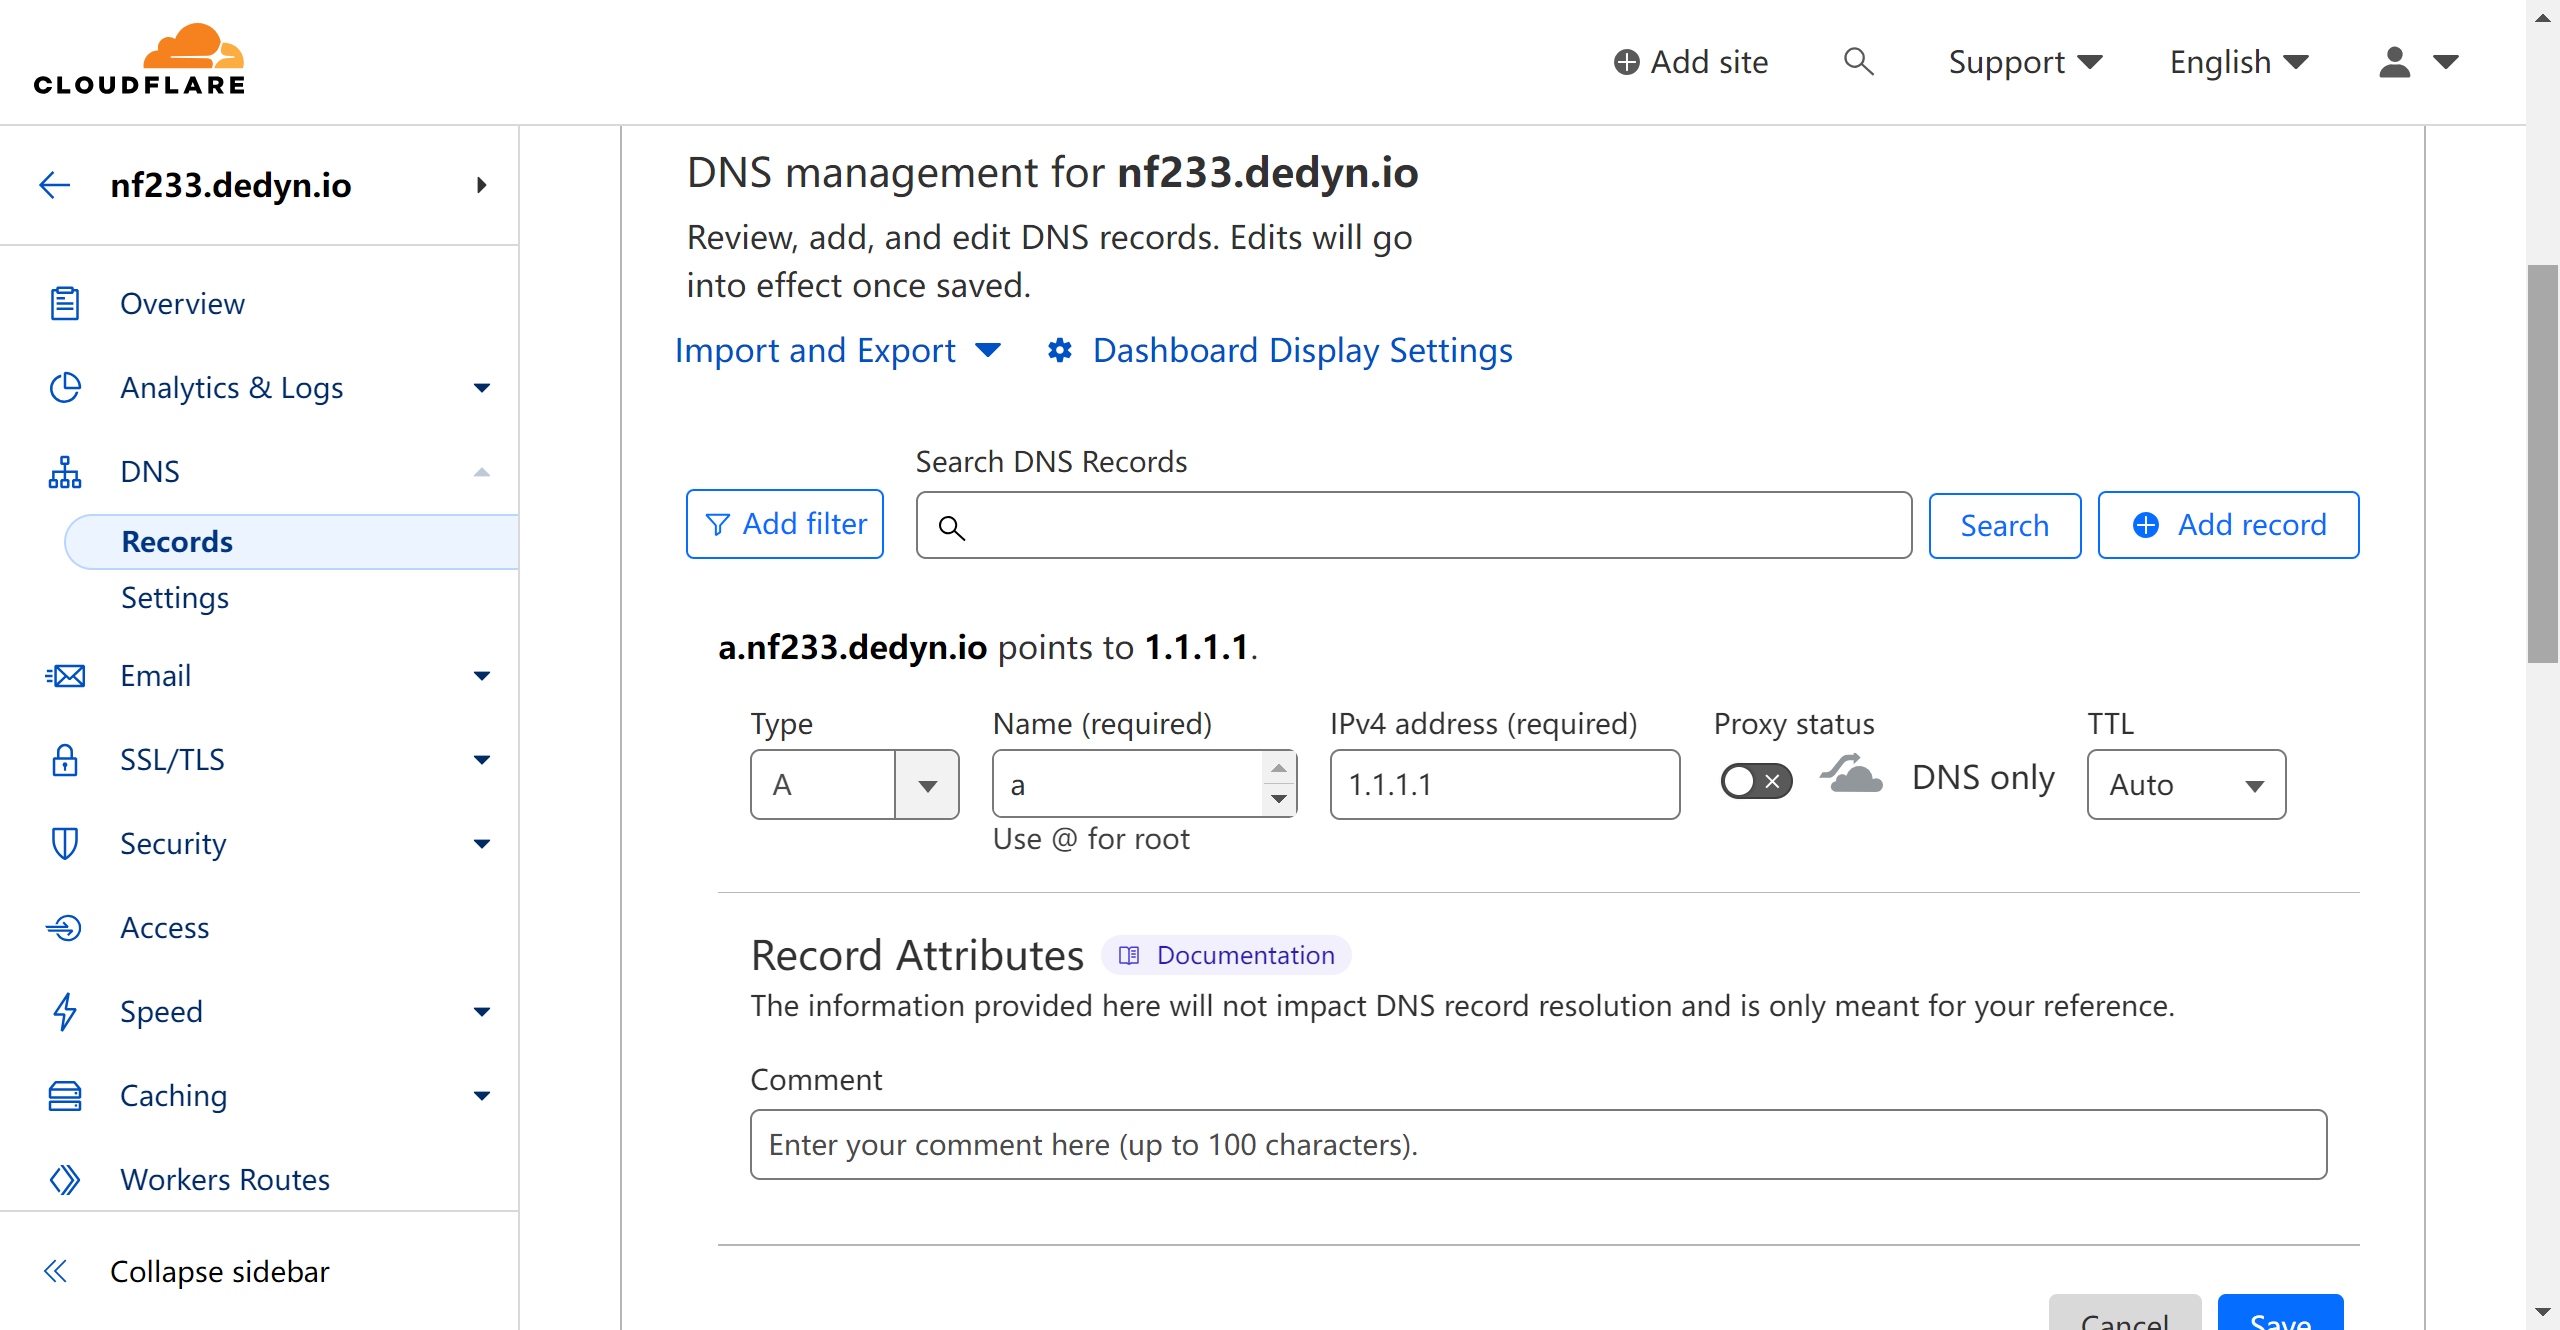 CLOUDFLARE
Add site
Support
English
nf233.dedyn.io
Overview
Analytics & Logs
DNS
Records
Settings
Email
SSL/TLS
Security
Access
Speed
Caching
Workers Routes
Collapse sidebar
DNS management for nf233.dedyn.io
Review, add, and edit DNS records. Edits will go
into effect once saved.
Import and Export
Dashboard Display Settings
Search DNS Records
Add filter
Search
Add record
a.nf233.dedyn.io points to 1.1.1.1.
Type
Name (required)
IPv4 address (required)
Proxy status
TTL
A
a
1.1.1.1
DNS only
Auto
Use @ for root
Record Attributes
Documentation
The information provided here will not impact DNS record resolution and is only meant for your reference.
Comment
Enter your comment here (up to 100 characters).
Cancel
Save